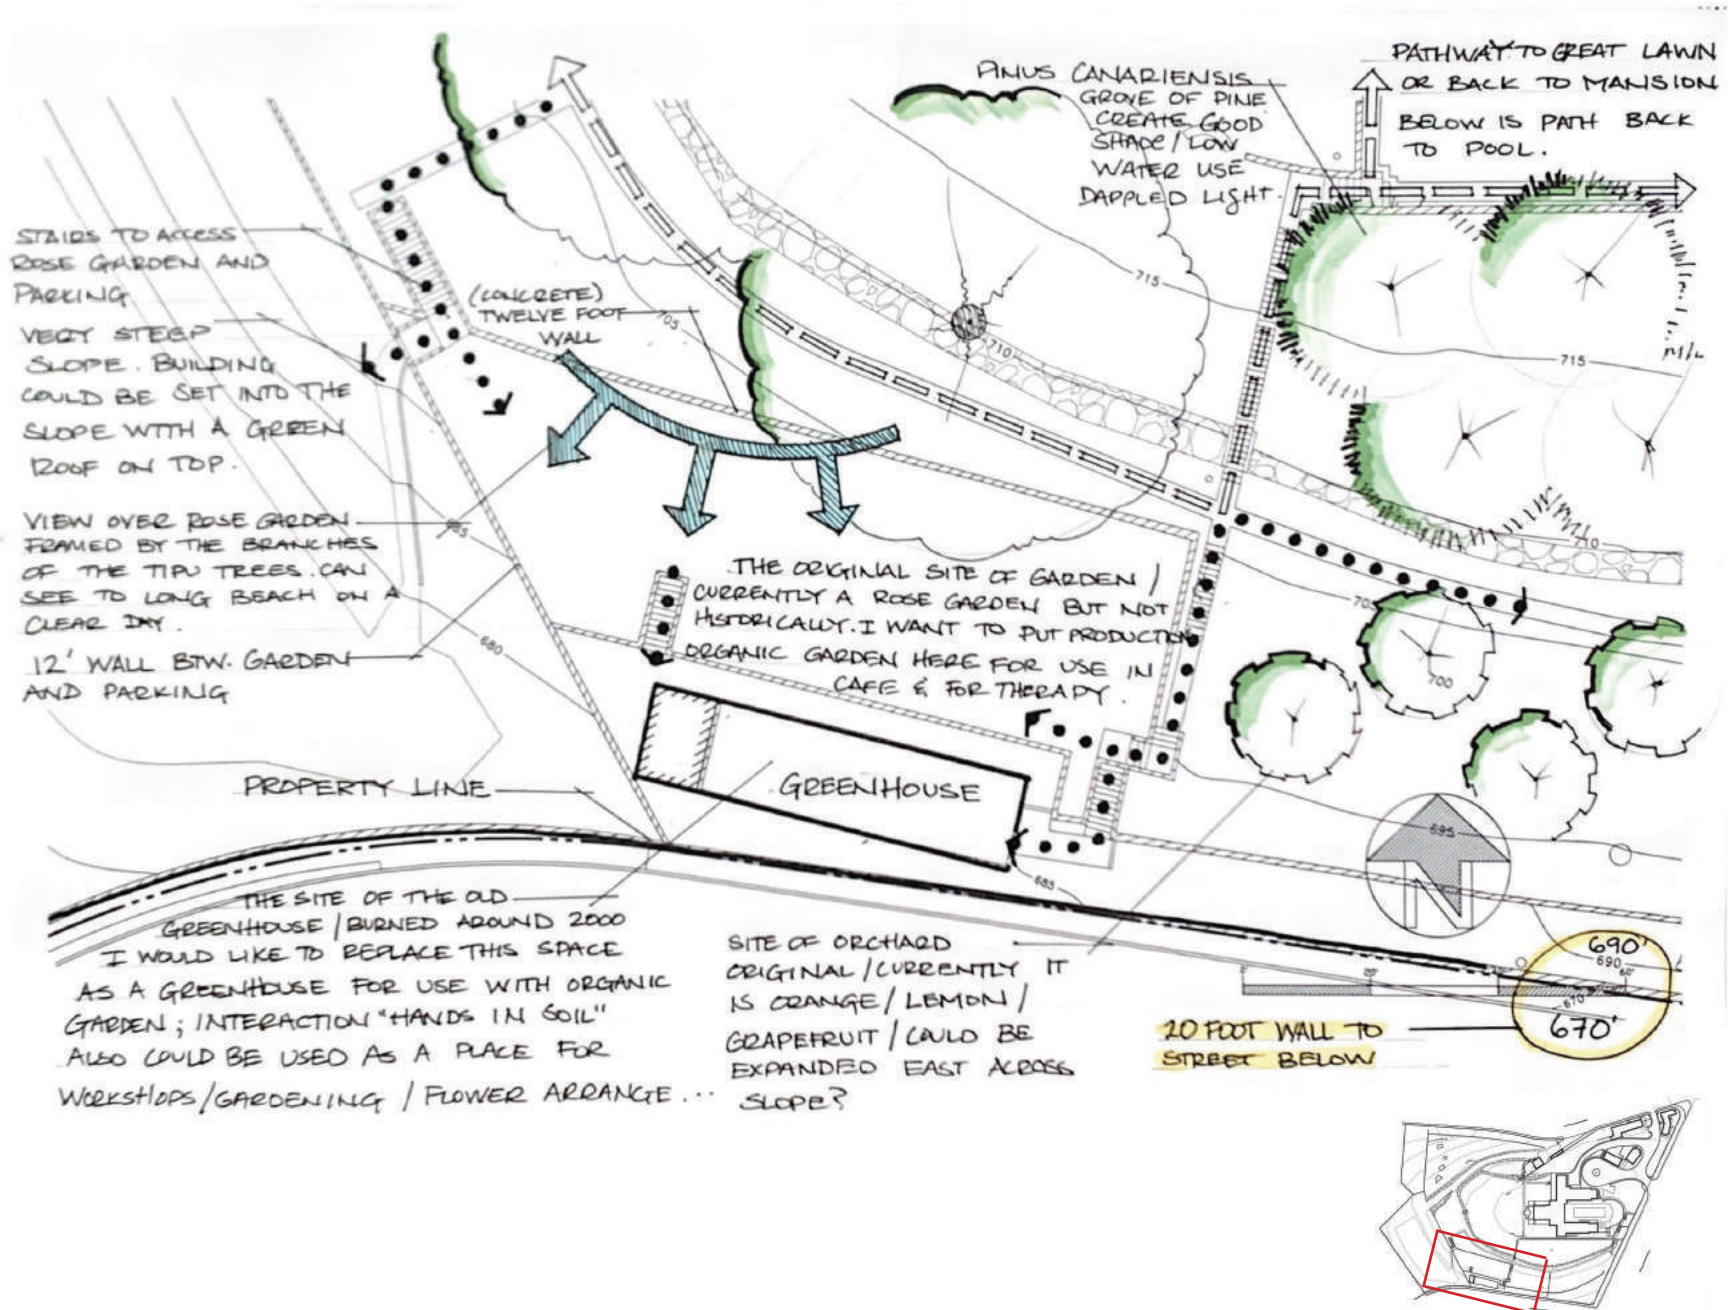 PINUS CANARIENSIS
GROVE OF PINE
CREATE GOOD
SHADE/LOW
WATER USE
DAPPLED LIGHT.
PATHWAY TO GREAT LAWN
OR BACK TO MANSION
BELOW IS PATH BACK
TO POOL.
STAIRS TO ACCESS
ROSE GARDEN AND
PARKING
VERY STEEP
SLOPE. BUILDING
COULD BE SET INTO THE
SLOPE WITH A GREEN
ROOF ON TOP.
(CONCRETE)
TWELVE FOOT
WALL
705
710
715
715
710
VIEW OVER ROSE GARDEN
FRAMED BY THE BRANCHES
OF THE TIPU TREES. CAN
SEE TO LONG BEACH ON A
CLEAR DAY.
12' WALL BTW. GARDEN
AND PARKING
680
THE ORIGINAL SITE OF GARDEN /
CURRENTLY A ROSE GARDEN BUT NOT
HISTORICALLY. I WANT TO PUT PRODUCTION
ORGANIC GARDEN HERE FOR USE IN
CAFE & FOR THERAPY.
700
PROPERTY LINE
GREENHOUSE
695
685
N
THE SITE OF THE OLD
GREENHOUSE/BURNED AROUND 2000
I WOULD LIKE TO REPLACE THIS SPACE
AS A GREENHOUSE FOR USE WITH ORGANIC
GARDEN; INTERACTION "HANDS IN SOIL"
ALSO COULD BE USED AS A PLACE FOR
WORKSHOPS/GARDENING / FLOWER ARRANGE...
SITE OF ORCHARD
ORIGINAL/CURRENTLY IT
IS ORANGE/LEMON/
GRAPEFRUIT/COULD BE
EXPANDED EAST ACROSS
SLOPE?
690'
690
670
670'
20 FOOT WALL TO
STREET BELOW